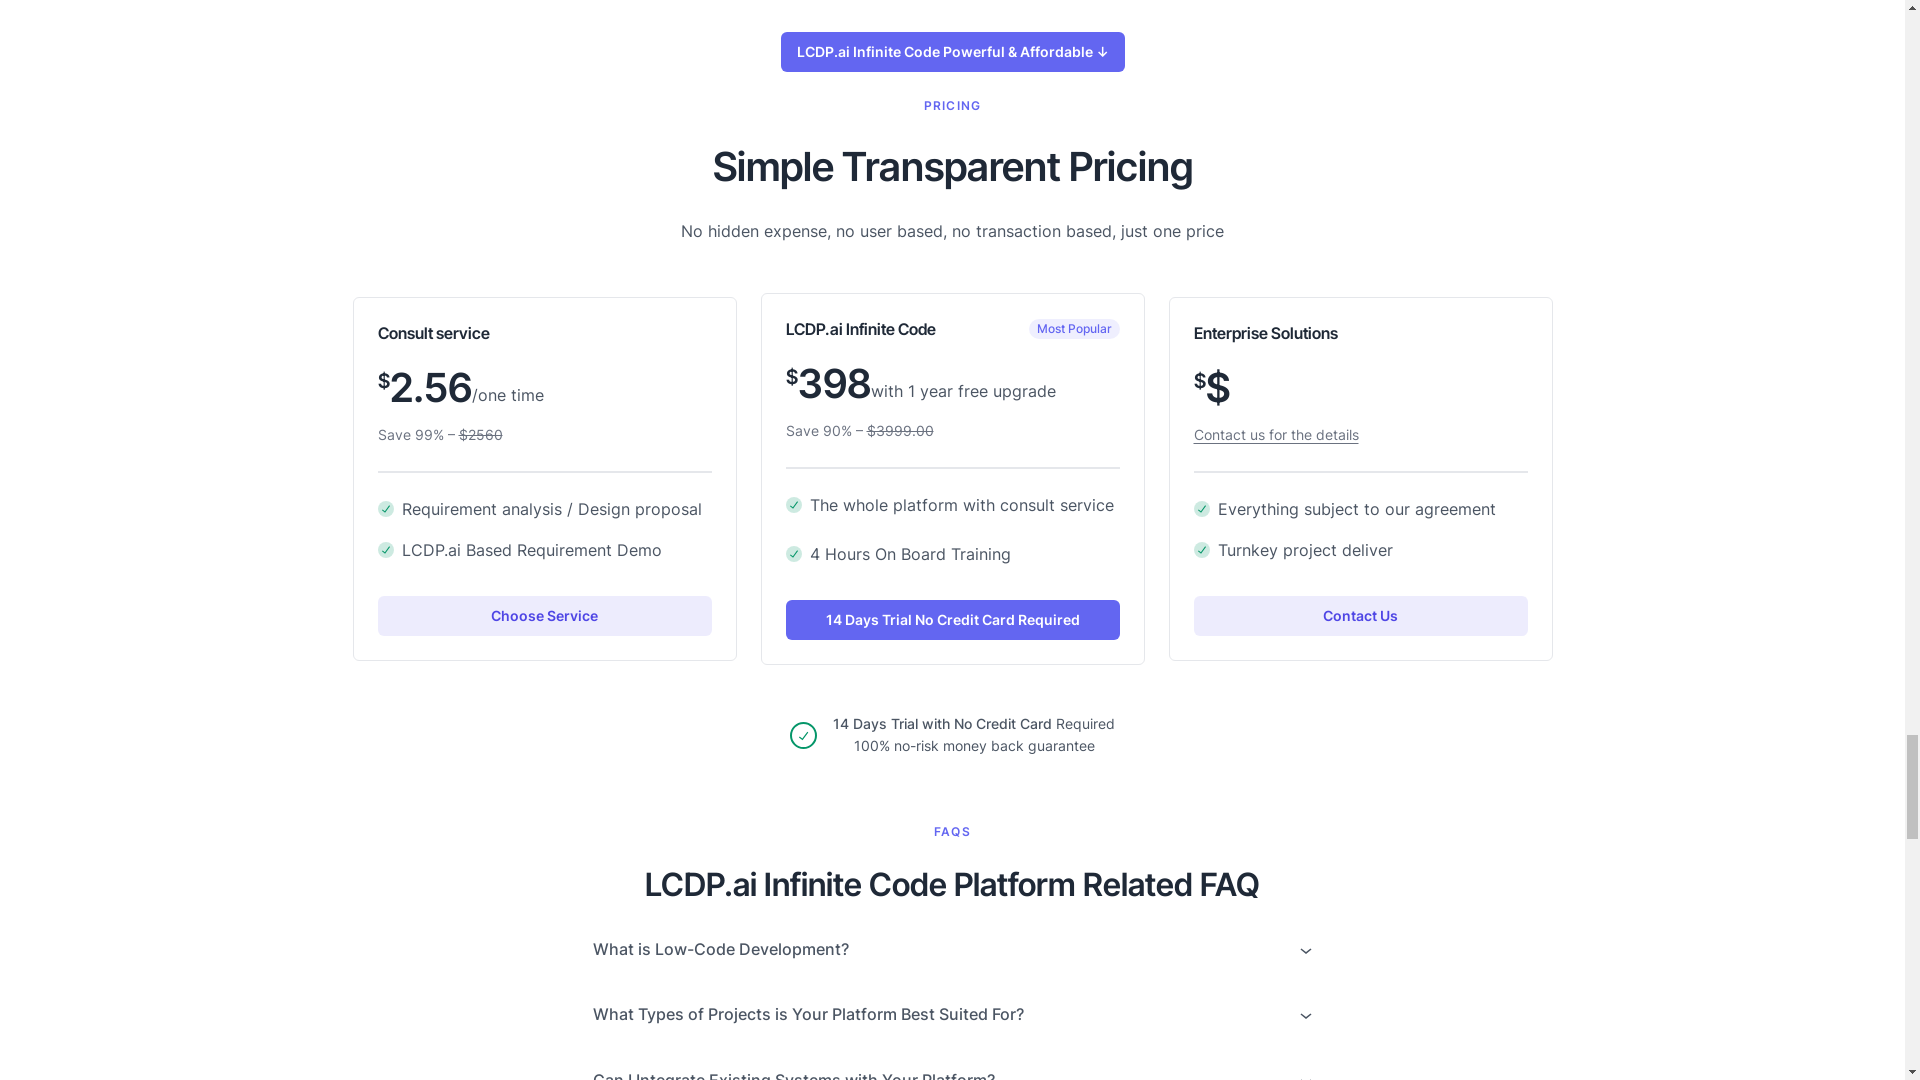 LCDP.ai Infinite Code Powerful & Affordable ↓
PRICING
Simple Transparent Pricing
No hidden expense, no user based, no transaction based, just one price
Consult service
$2.56/one time
Save 99% – $2560
Requirement analysis / Design proposal
LCDP.ai Based Requirement Demo
Choose Service
LCDP.ai Infinite Code
Most Popular
$398with 1 year free upgrade
Save 90% – $3999.00
The whole platform with consult service
4 Hours On Board Training
14 Days Trial No Credit Card Required
Enterprise Solutions
$$
Contact us for the details
Everything subject to our agreement
Turnkey project deliver
Contact Us
14 Days Trial with No Credit Card Required
100% no-risk money back guarantee
FAQS
LCDP.ai Infinite Code Platform Related FAQ
What is Low-Code Development?
What Types of Projects is Your Platform Best Suited For?
Can I Integrate Existing Systems with Your Platform?